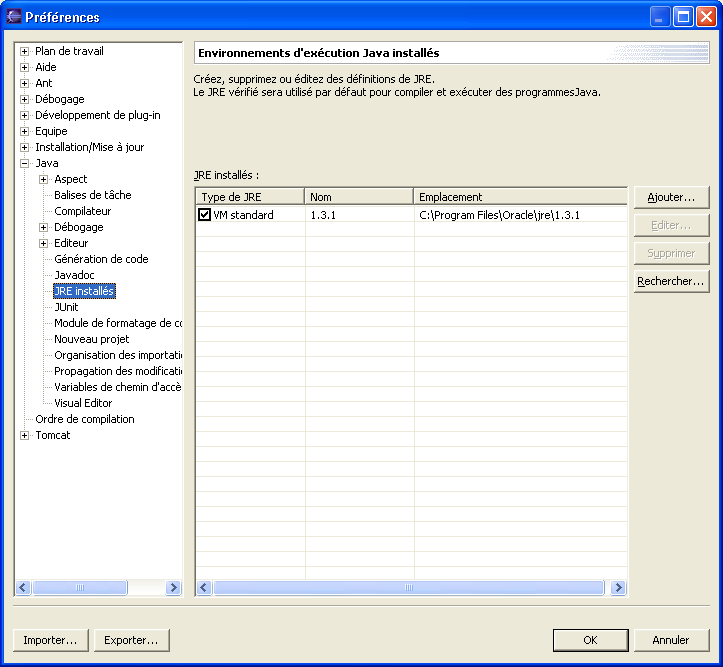 Préférences
Plan de travail
Aide
Ant
Débogage
Développement de plug-in
Equipe
Installation/Mise à jour
Java
Aspect
Balises de tâche
Compilateur
Débogage
Editeur
Génération de code
Javadoc
JRE installés
JUnit
Module de formatage de co
Nouveau projet
Organisation des importati
Propagation des modificati
Variables de chemin d'accè
Visual Editor
Ordre de compilation
Tomcat
Environnements d'exécution Java installés
Créez, supprimez ou éditez des définitions de JRE.
Le JRE vérifié sera utilisé par défaut pour compiler et exécuter des programmesJava.
JRE installés :
Type de JRE Nom Emplacement
VM standard 1.3.1 C:\Program Files\Oracle\jre\1.3.1
Ajouter...
Editer...
Supprimer
Rechercher...
Importer... Exporter... OK Annuler